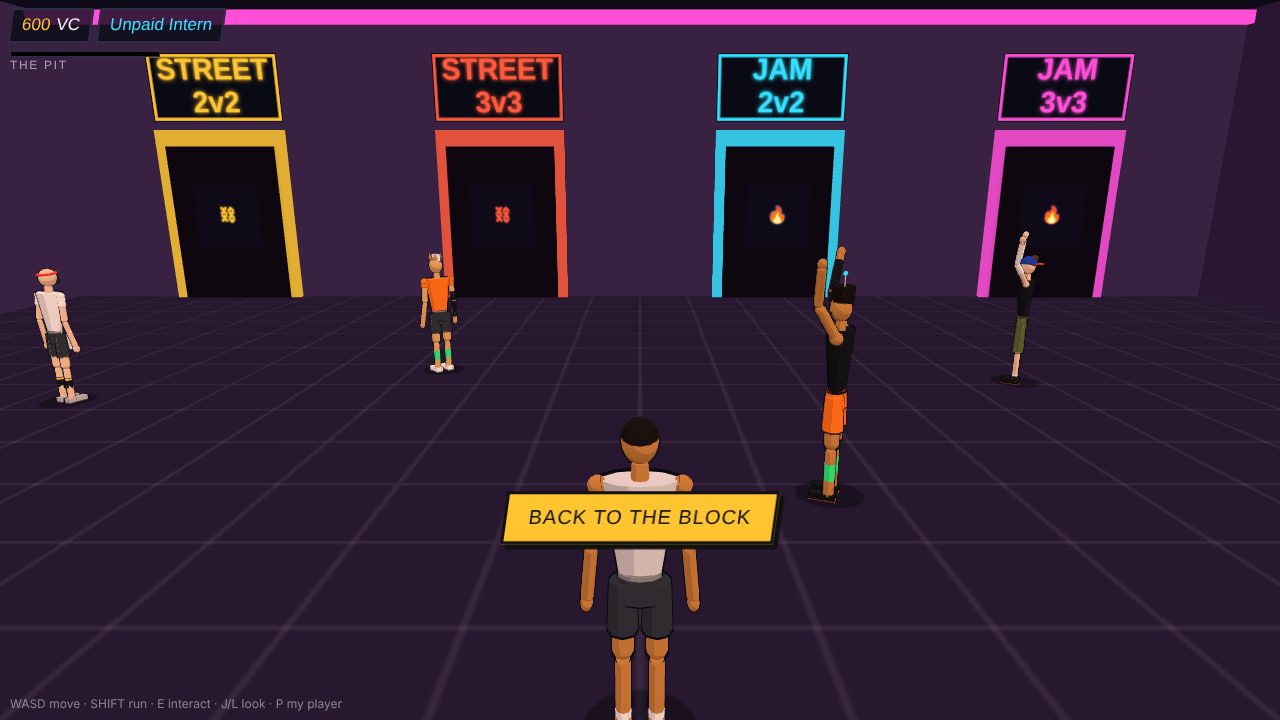 600 VC
Unpaid Intern
THE PIT
STREET
2v2
STREET
3v3
JAM
2v2
JAM
3v3
BACK TO THE BLOCK
WASD move · SHIFT run · E interact · J/L look · P my player